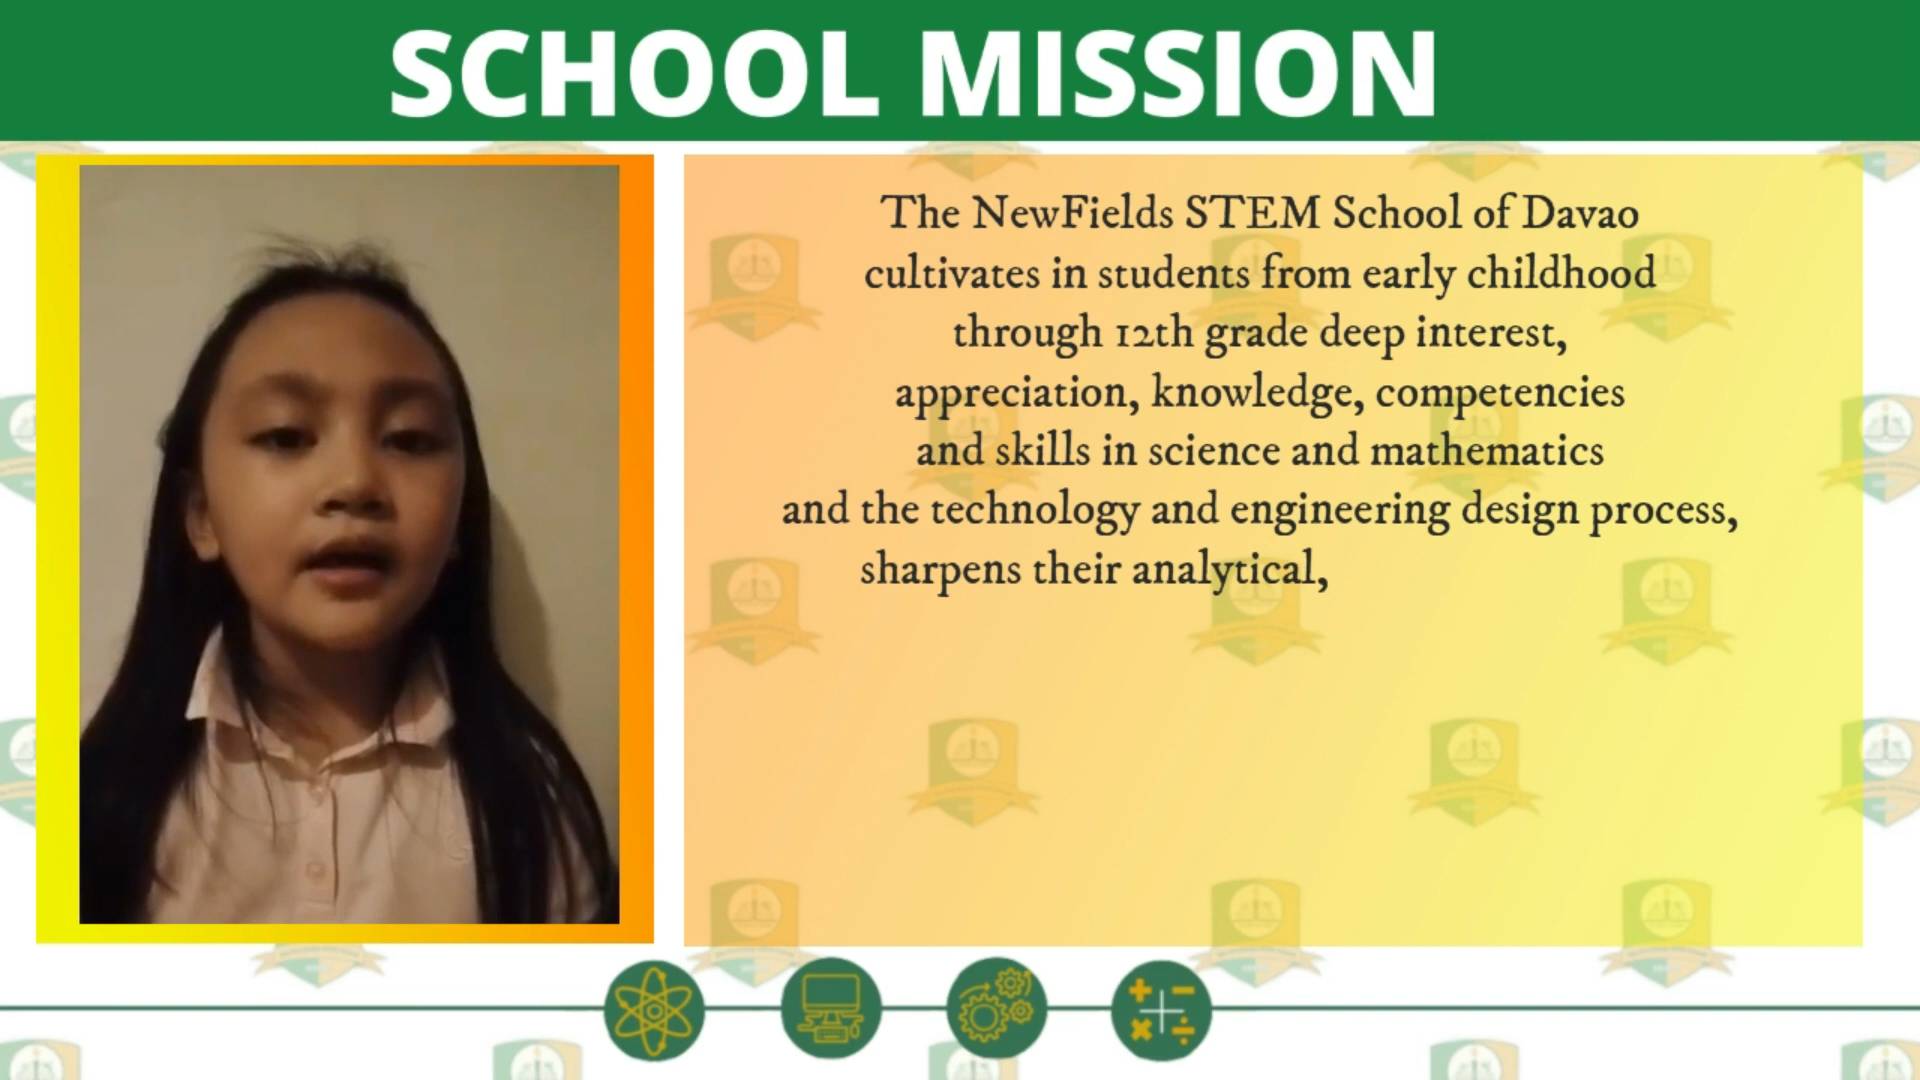 SCHOOL MISSION
The NewFields STEM School of Davao
cultivates in students from early childhood
through 12th grade deep interest,
appreciation, knowledge, competencies
and skills in science and mathematics
and the technology and engineering design process,
sharpens their analytical,